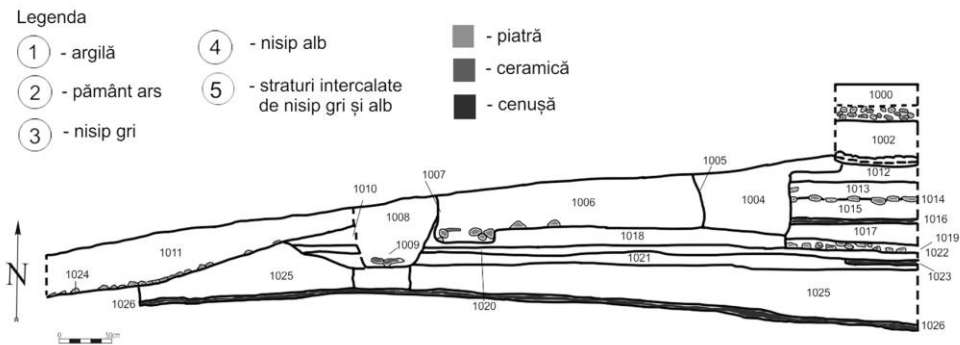 Legenda
1 - argilă
2 - pământ ars
3 - nisip gri
4 - nisip alb
5 - straturi intercalate
de nisip gri și alb
- piatră
- ceramică
- cenușă
1000
1002
1012
1013
1014
1015
1016
1017
1019
1022
1023
1005
1004
1007
1006
1010
1008
1009
1018
1021
1011
1024
1025
1020
1025
1026
1026
N
0
50cm